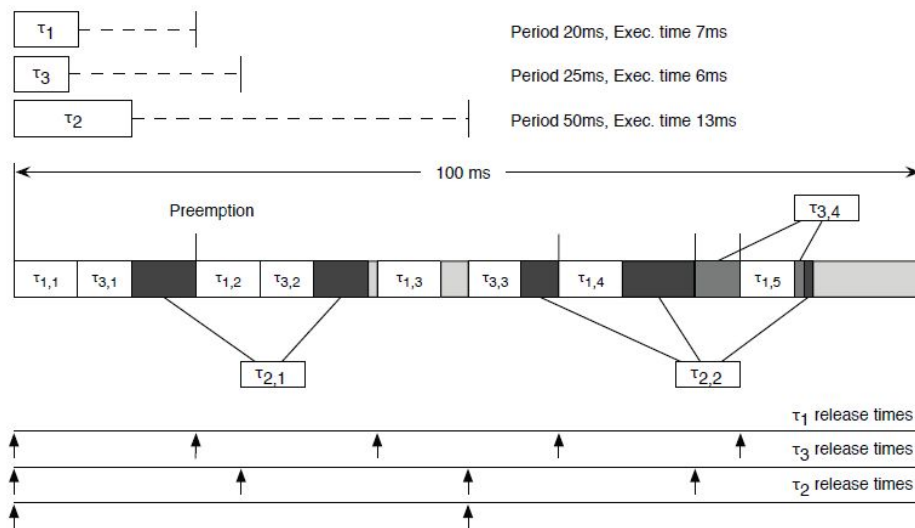 τ1 Period 20ms, Exec. time 7ms
τ3 Period 25ms, Exec. time 6ms
τ2 Period 50ms, Exec. time 13ms
100 ms
Preemption
τ3,4
τ1,1 τ3,1 τ1,2 τ3,2 τ1,3 τ3,3 τ1,4 τ1,5
τ2,1 τ2,2
τ1 release times
τ3 release times
τ2 release times